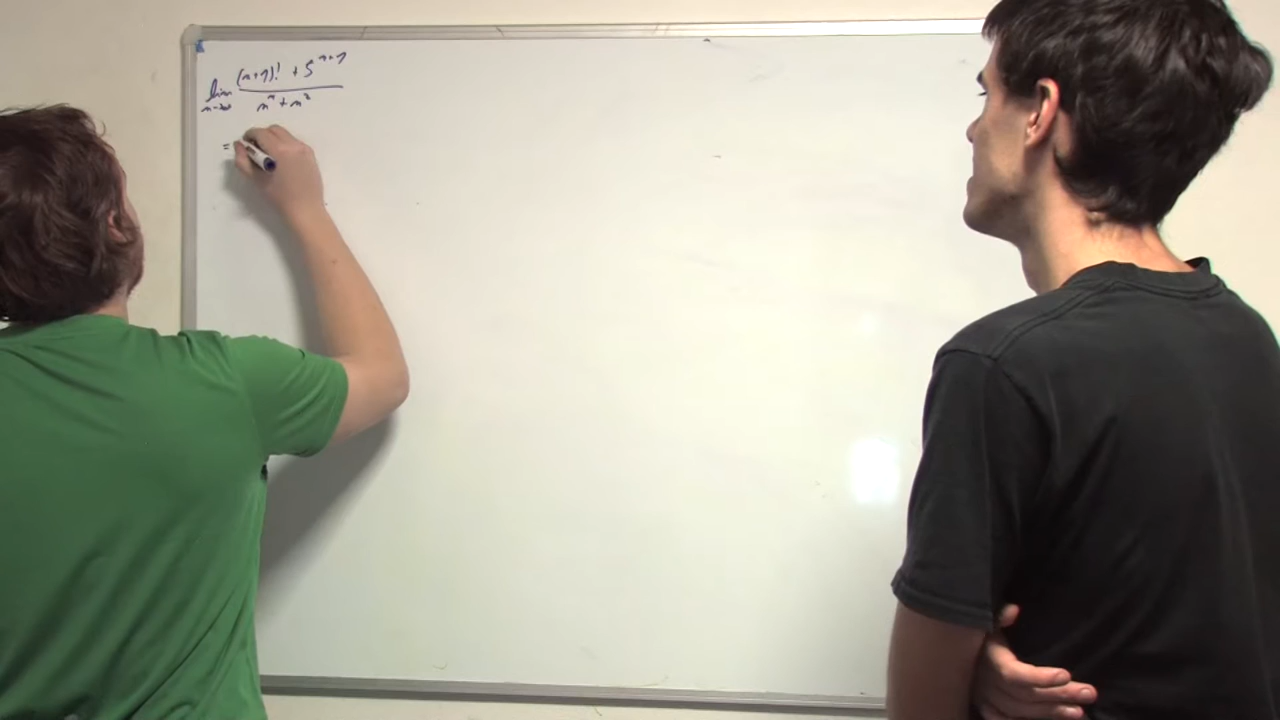 lim n→∞ ((n+7)! + 5^(n+7)) / (n^n + n^2)
=